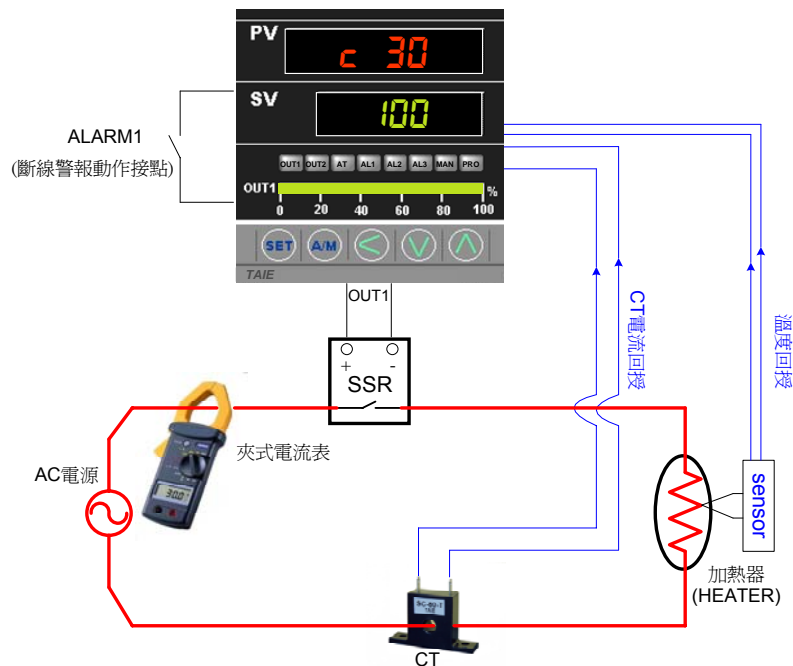 PV
c 30
SV
100
ALARM1
(斷線警報動作接點)
OUT1 OUT2 AT AL1 AL2 AL3 MAN PRO
OUT1
%
0 20 40 60 80 100
SET A/M
TAIE
OUT1
+ -
SSR
CT電流回授
溫度回授
夾式電流表
AC電源
30.0
sensor
加熱器
(HEATER)
CT